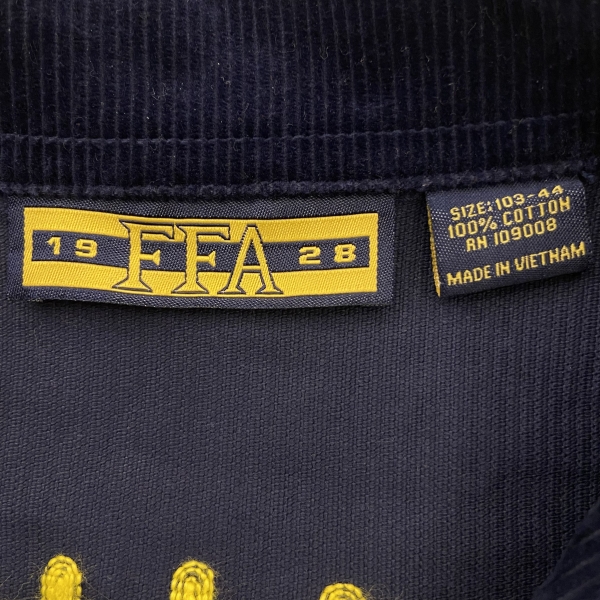 19 FFA 28
SIZE: 103-44
100% COTTON
RN 109008
MADE IN VIETNAM